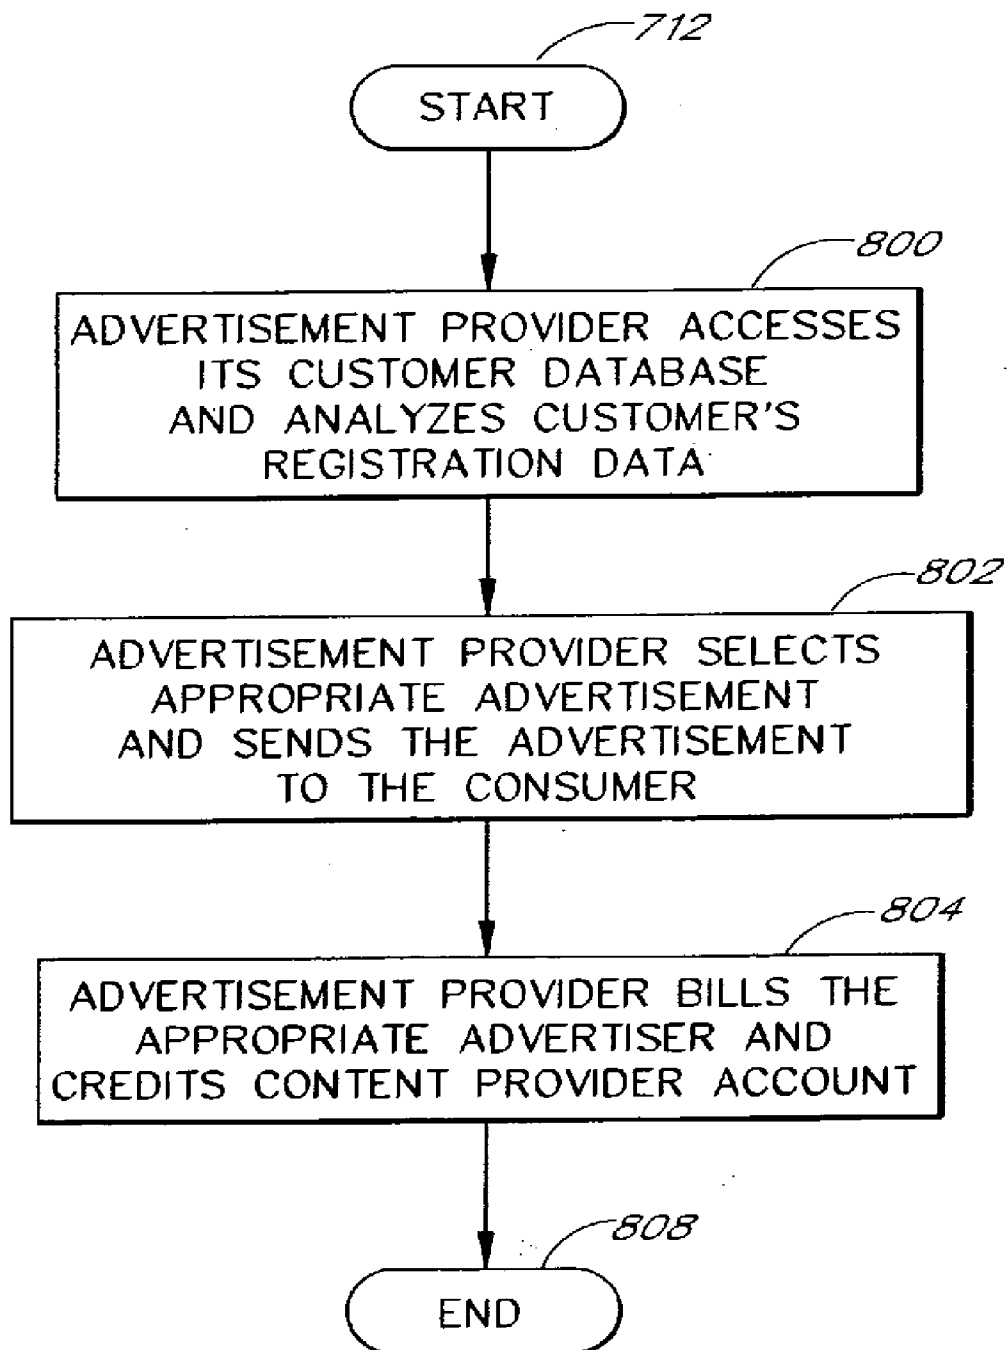 712
START
800
ADVERTISEMENT PROVIDER ACCESSES
ITS CUSTOMER DATABASE
AND ANALYZES CUSTOMER'S
REGISTRATION DATA
802
ADVERTISEMENT PROVIDER SELECTS
APPROPRIATE ADVERTISEMENT
AND SENDS THE ADVERTISEMENT
TO THE CONSUMER
804
ADVERTISEMENT PROVIDER BILLS THE
APPROPRIATE ADVERTISER AND
CREDITS CONTENT PROVIDER ACCOUNT
808
END